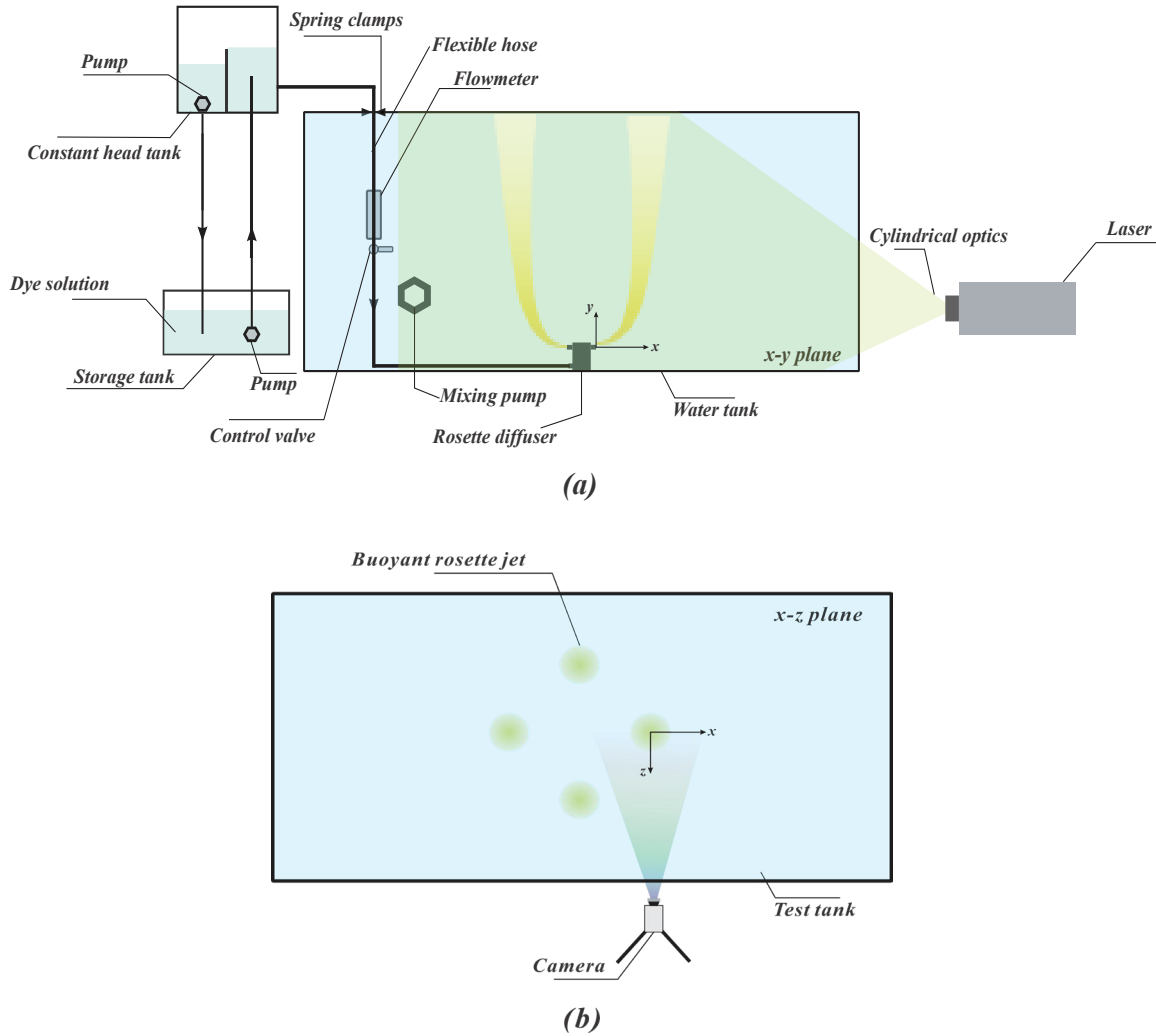 Spring clamps
Flexible hose
Pump
Flowmeter
Constant head tank
Cylindrical optics
Laser
Dye solution
y
x
x-y plane
Storage tank
Pump
Mixing pump
Water tank
Control valve
Rosette diffuser
(a)
Buoyant rosette jet
x-z plane
x
z
Test tank
Camera
(b)